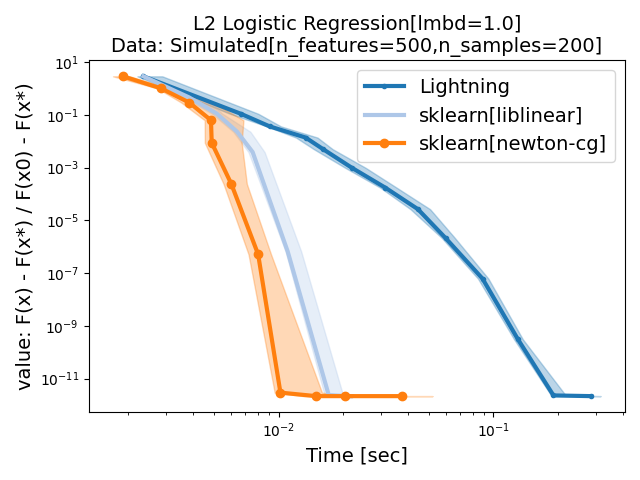 L2 Logistic Regression[lmbd=1.0]
Data: Simulated[n_features=500,n_samples=200]
value: F(x) - F(x*) / F(x0) - F(x*)
10¹
10⁻¹
10⁻³
10⁻⁵
10⁻⁷
10⁻⁹
10⁻¹¹
Lightning
sklearn[liblinear]
sklearn[newton-cg]
10⁻²
10⁻¹
Time [sec]